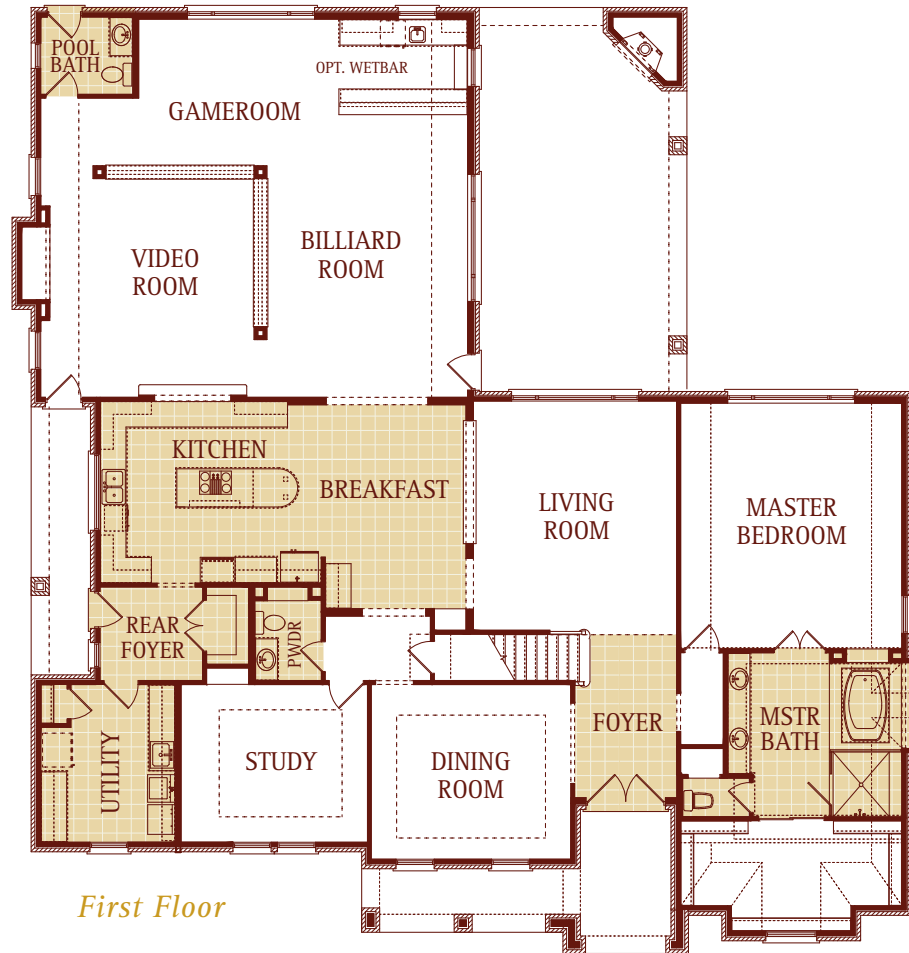 POOL
BATH
OPT. WETBAR
GAMEROOM
VIDEO
ROOM
BILLIARD
ROOM
KITCHEN
BREAKFAST
LIVING
ROOM
MASTER
BEDROOM
REAR
FOYER
PWDR
UTILITY
STUDY
DINING
ROOM
FOYER
MSTR
BATH
First Floor